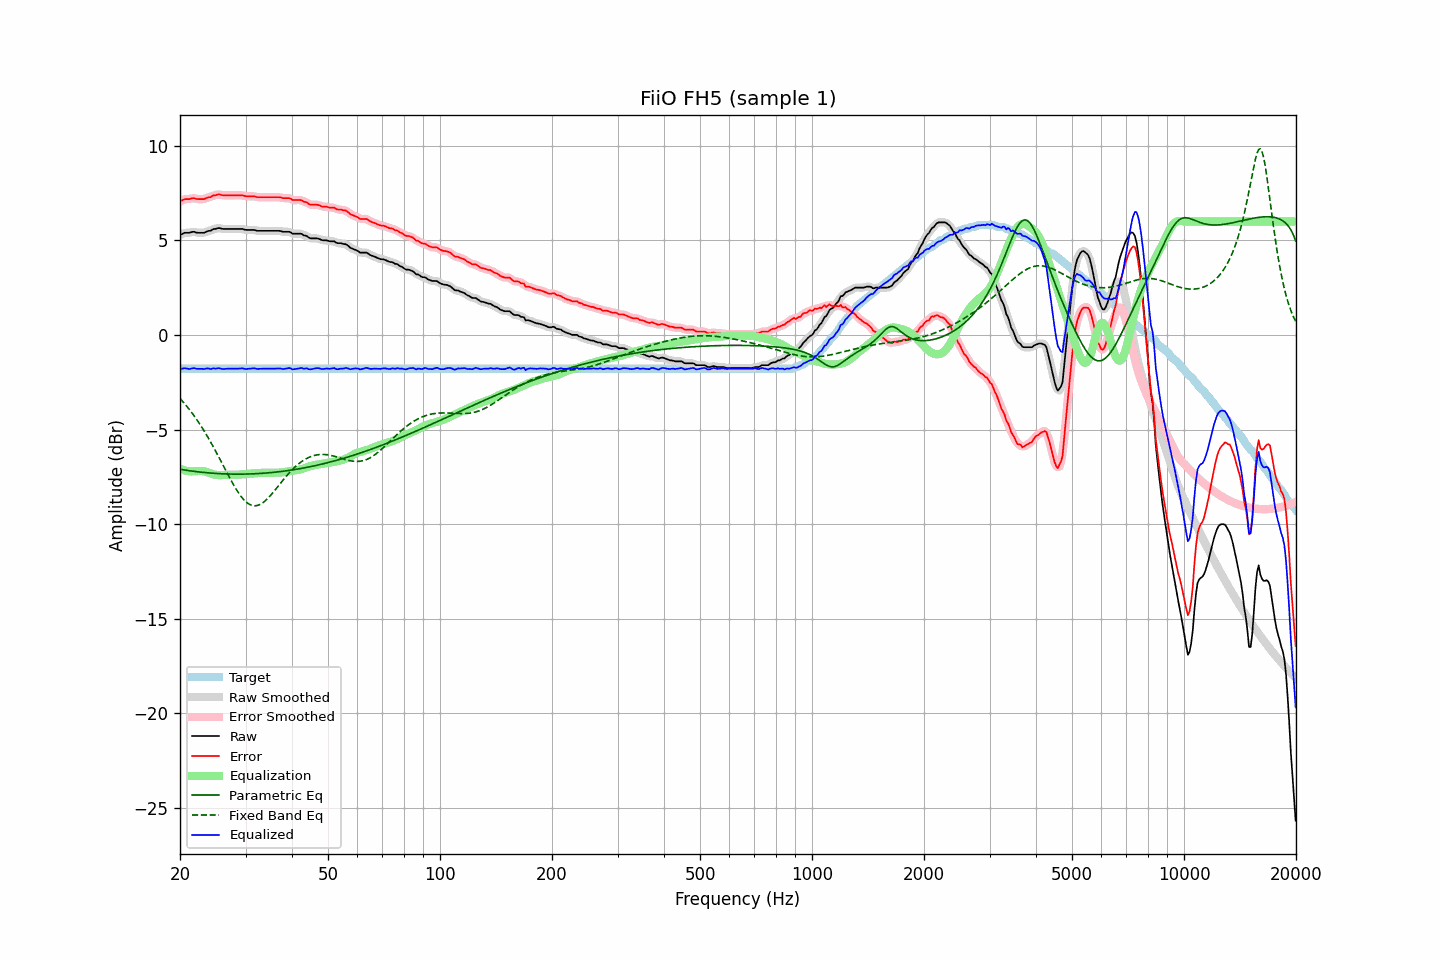 FiiO FH5 (sample 1)
10
5
0
−5
−10
−15
−20
−25
Amplitude (dBr)
Target
Raw Smoothed
Error Smoothed
Raw
Error
Equalization
Parametric Eq
Fixed Band Eq
Equalized
20 50 100 200 500 1000 2000 5000 10000 20000
Frequency (Hz)